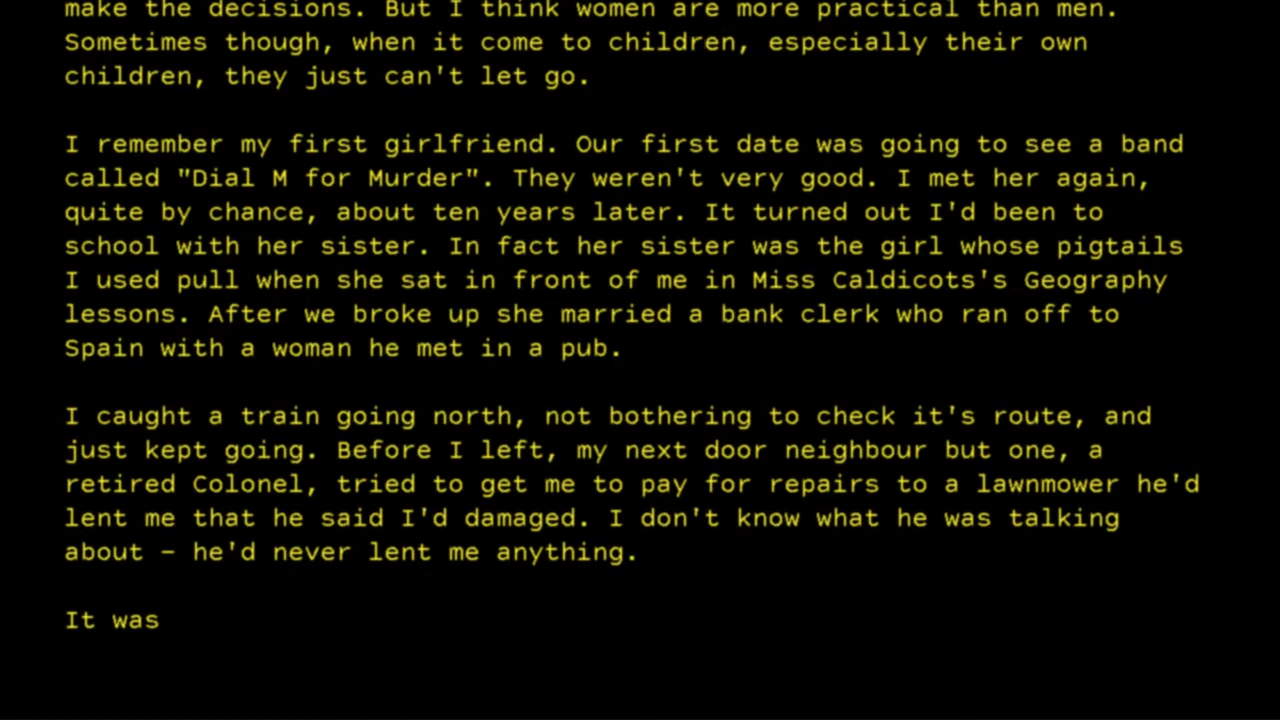 make the decisions. But I think women are more practical than men.
Sometimes though, when it come to children, especially their own
children, they just can't let go.
I remember my first girlfriend. Our first date was going to see a band
called "Dial M for Murder". They weren't very good. I met her again,
quite by chance, about ten years later. It turned out I'd been to
school with her sister. In fact her sister was the girl whose pigtails
I used pull when she sat in front of me in Miss Caldicots's Geography
lessons. After we broke up she married a bank clerk who ran off to
Spain with a woman he met in a pub.
I caught a train going north, not bothering to check it's route, and
just kept going. Before I left, my next door neighbour but one, a
retired Colonel, tried to get me to pay for repairs to a lawnmower he'd
lent me that he said I'd damaged. I don't know what he was talking
about – he'd never lent me anything.
It was